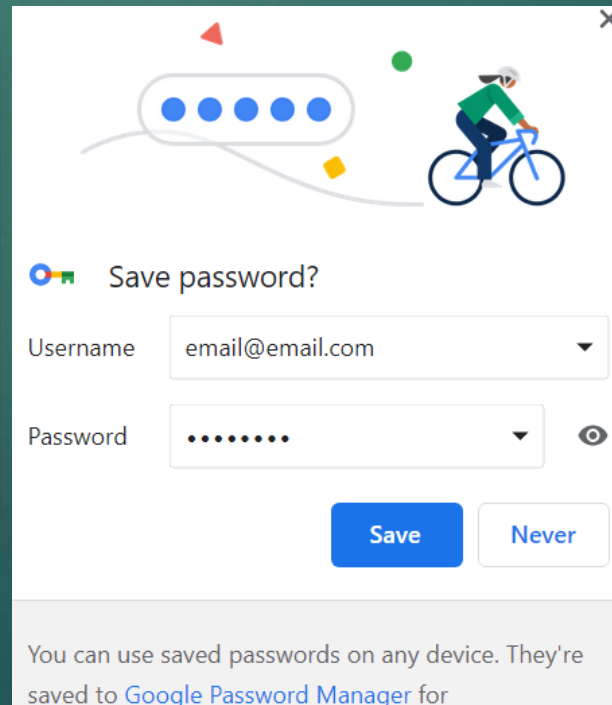 Save password?
Username email@email.com
Password ••••••••
Save Never
You can use saved passwords on any device. They're
saved to Google Password Manager for